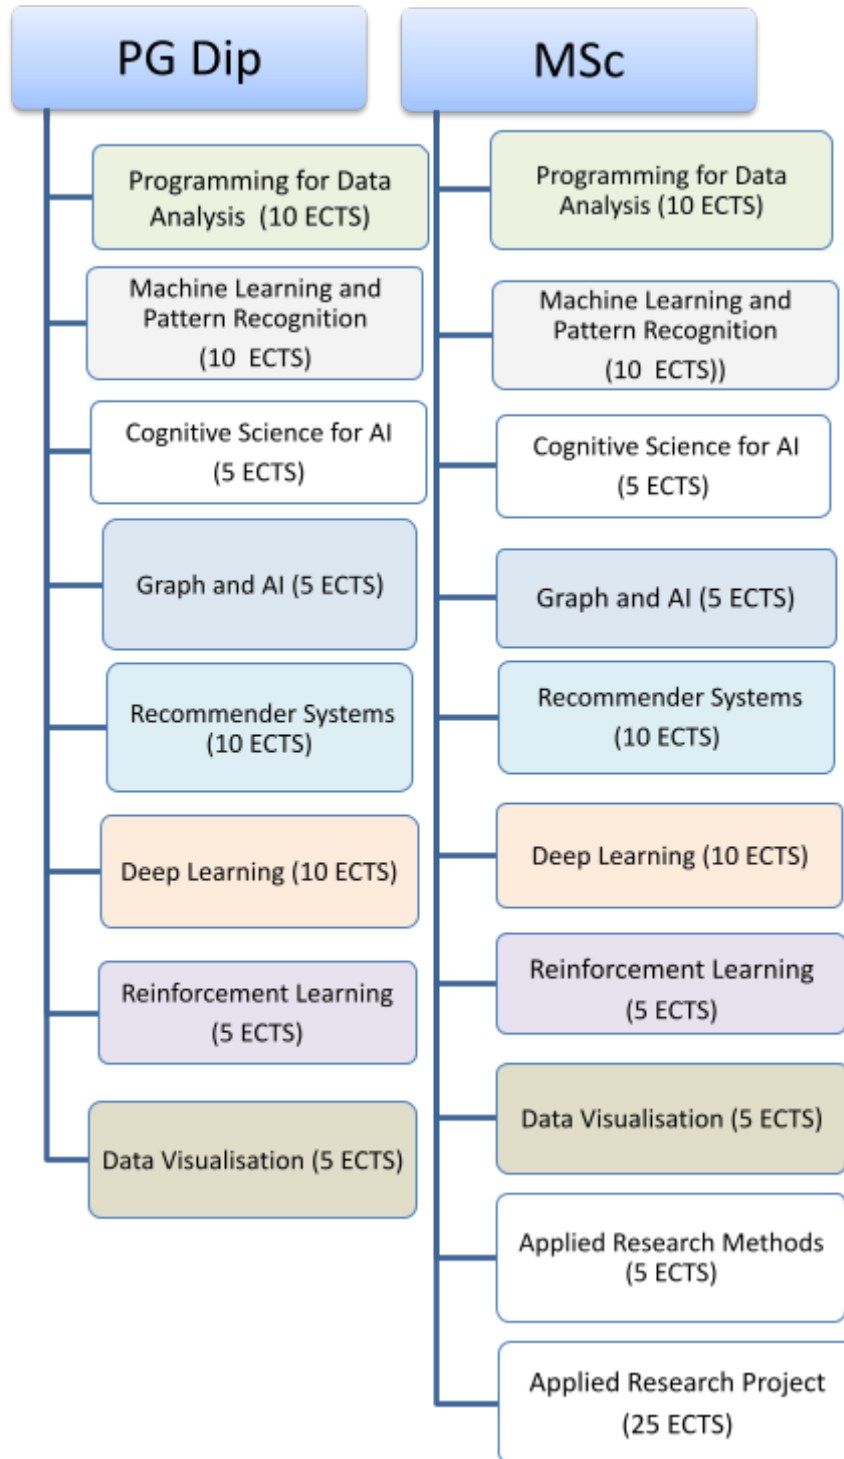 PG Dip
Programming for Data
Analysis (10 ECTS)
Machine Learning and
Pattern Recognition
(10 ECTS)
Cognitive Science for AI
(5 ECTS)
Graph and AI (5 ECTS)
Recommender Systems
(10 ECTS)
Deep Learning (10 ECTS)
Reinforcement Learning
(5 ECTS)
Data Visualisation (5 ECTS)
MSc
Programming for Data
Analysis (10 ECTS)
Machine Learning and
Pattern Recognition
(10 ECTS))
Cognitive Science for AI
(5 ECTS)
Graph and AI (5 ECTS)
Recommender Systems
(10 ECTS)
Deep Learning (10 ECTS)
Reinforcement Learning
(5 ECTS)
Data Visualisation (5 ECTS)
Applied Research Methods
(5 ECTS)
Applied Research Project
(25 ECTS)